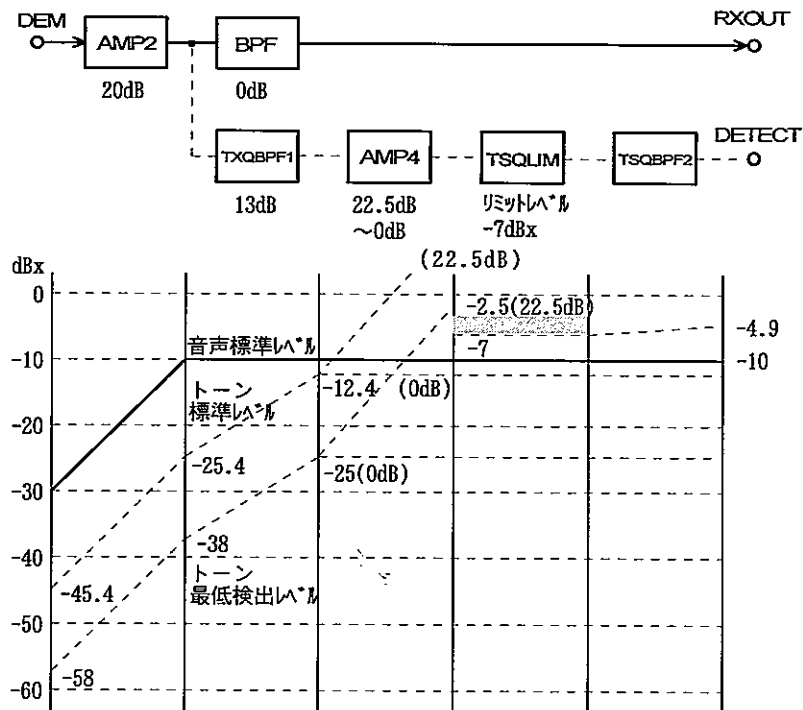 DEM
RXOUT
AMP2
BPF
20dB
0dB
DETECT
TXQBPF1
AMP4
TSQLIM
TSQBPF2
13dB
22.5dB
～0dB
リミットレベル
-7dBx
dBx
(22.5dB)
0
-2.5(22.5dB)
-4.9
-7
音声標準レベル
-10
-10
トーン
標準レベル
-12.4 (0dB)
-20
-25.4
-25(0dB)
-30
-38
-40
トーン
最低検出レベル
-45.4
-50
-58
-60